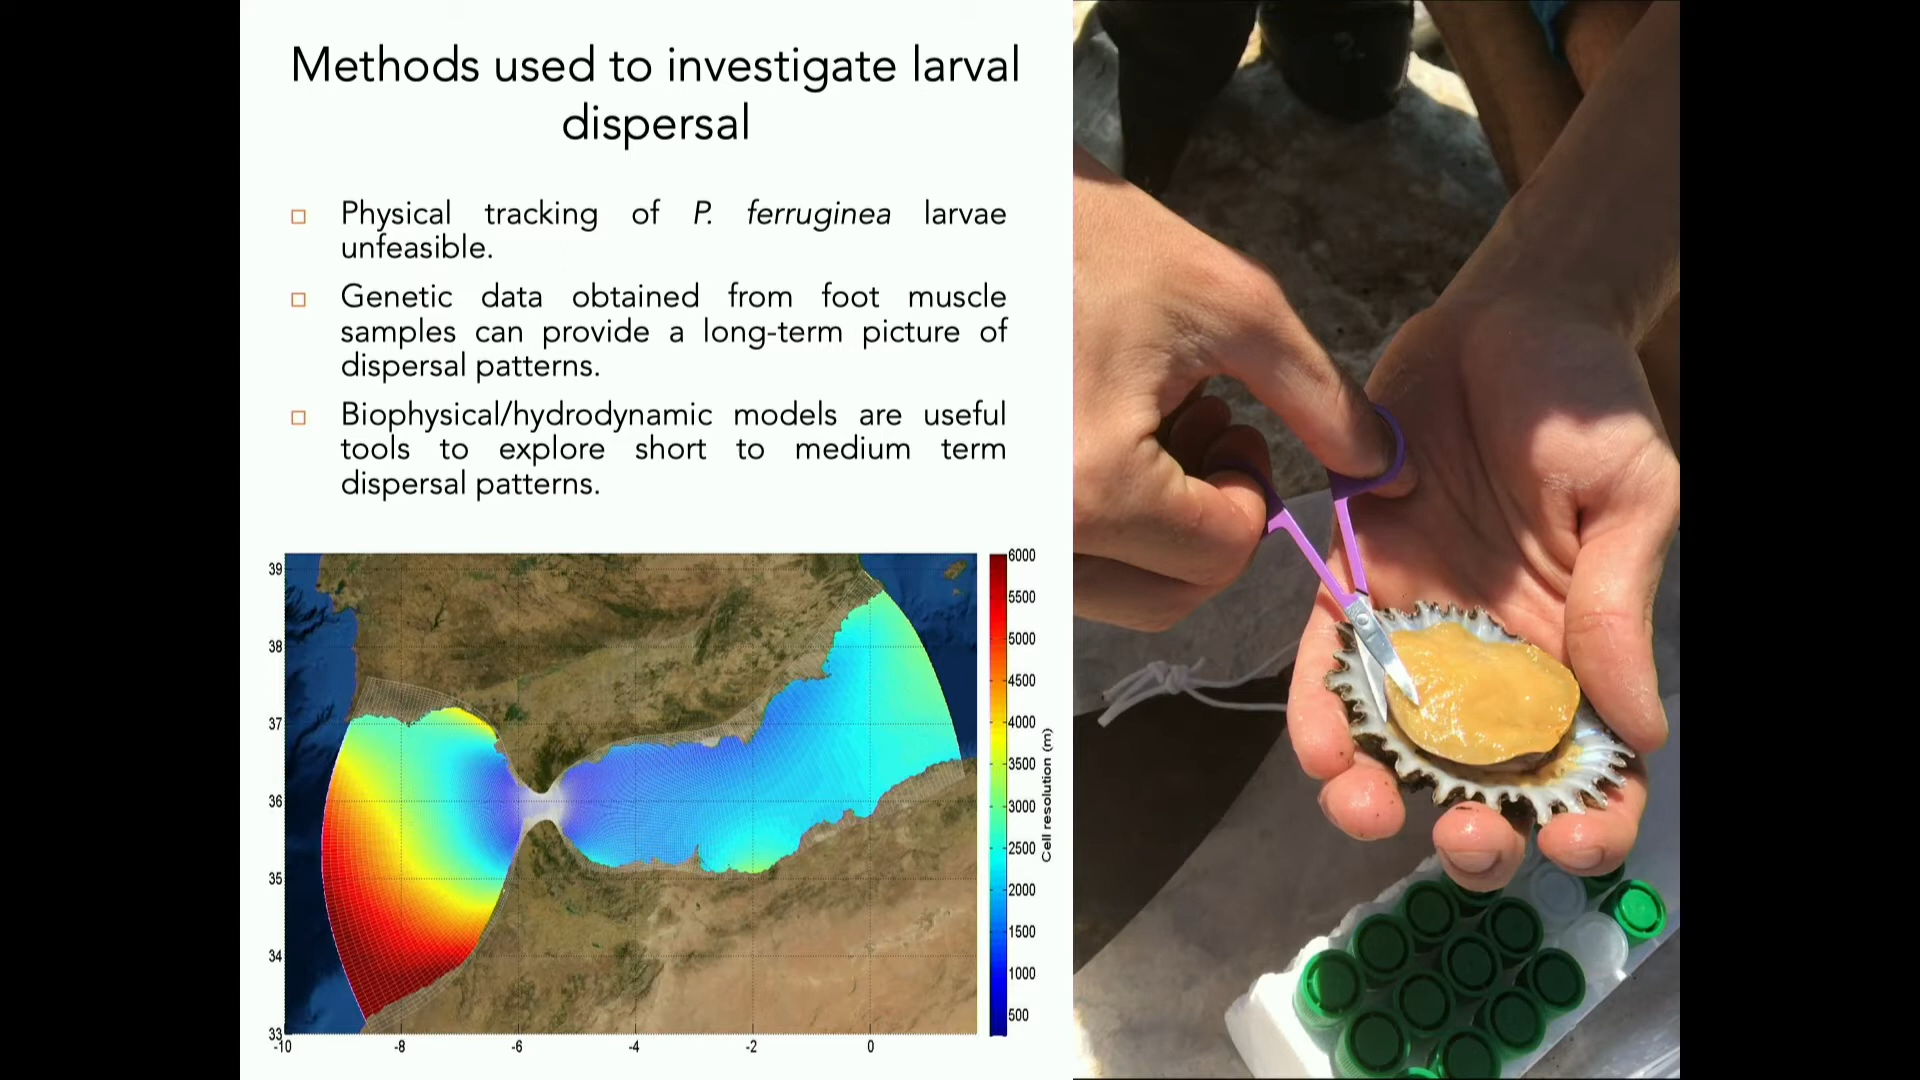 Methods used to investigate larval
dispersal
Physical tracking of P. ferruginea larvae
unfeasible.
Genetic data obtained from foot muscle
samples can provide a long-term picture of
dispersal patterns.
Biophysical/hydrodynamic models are useful
tools to explore short to medium term
dispersal patterns.
39
38
37
36
35
34
33
-10
-8
-6
-4
-2
0
6000
5500
5000
4500
4000
3500
3000
2500
2000
1500
1000
500
Cell resolution (m)